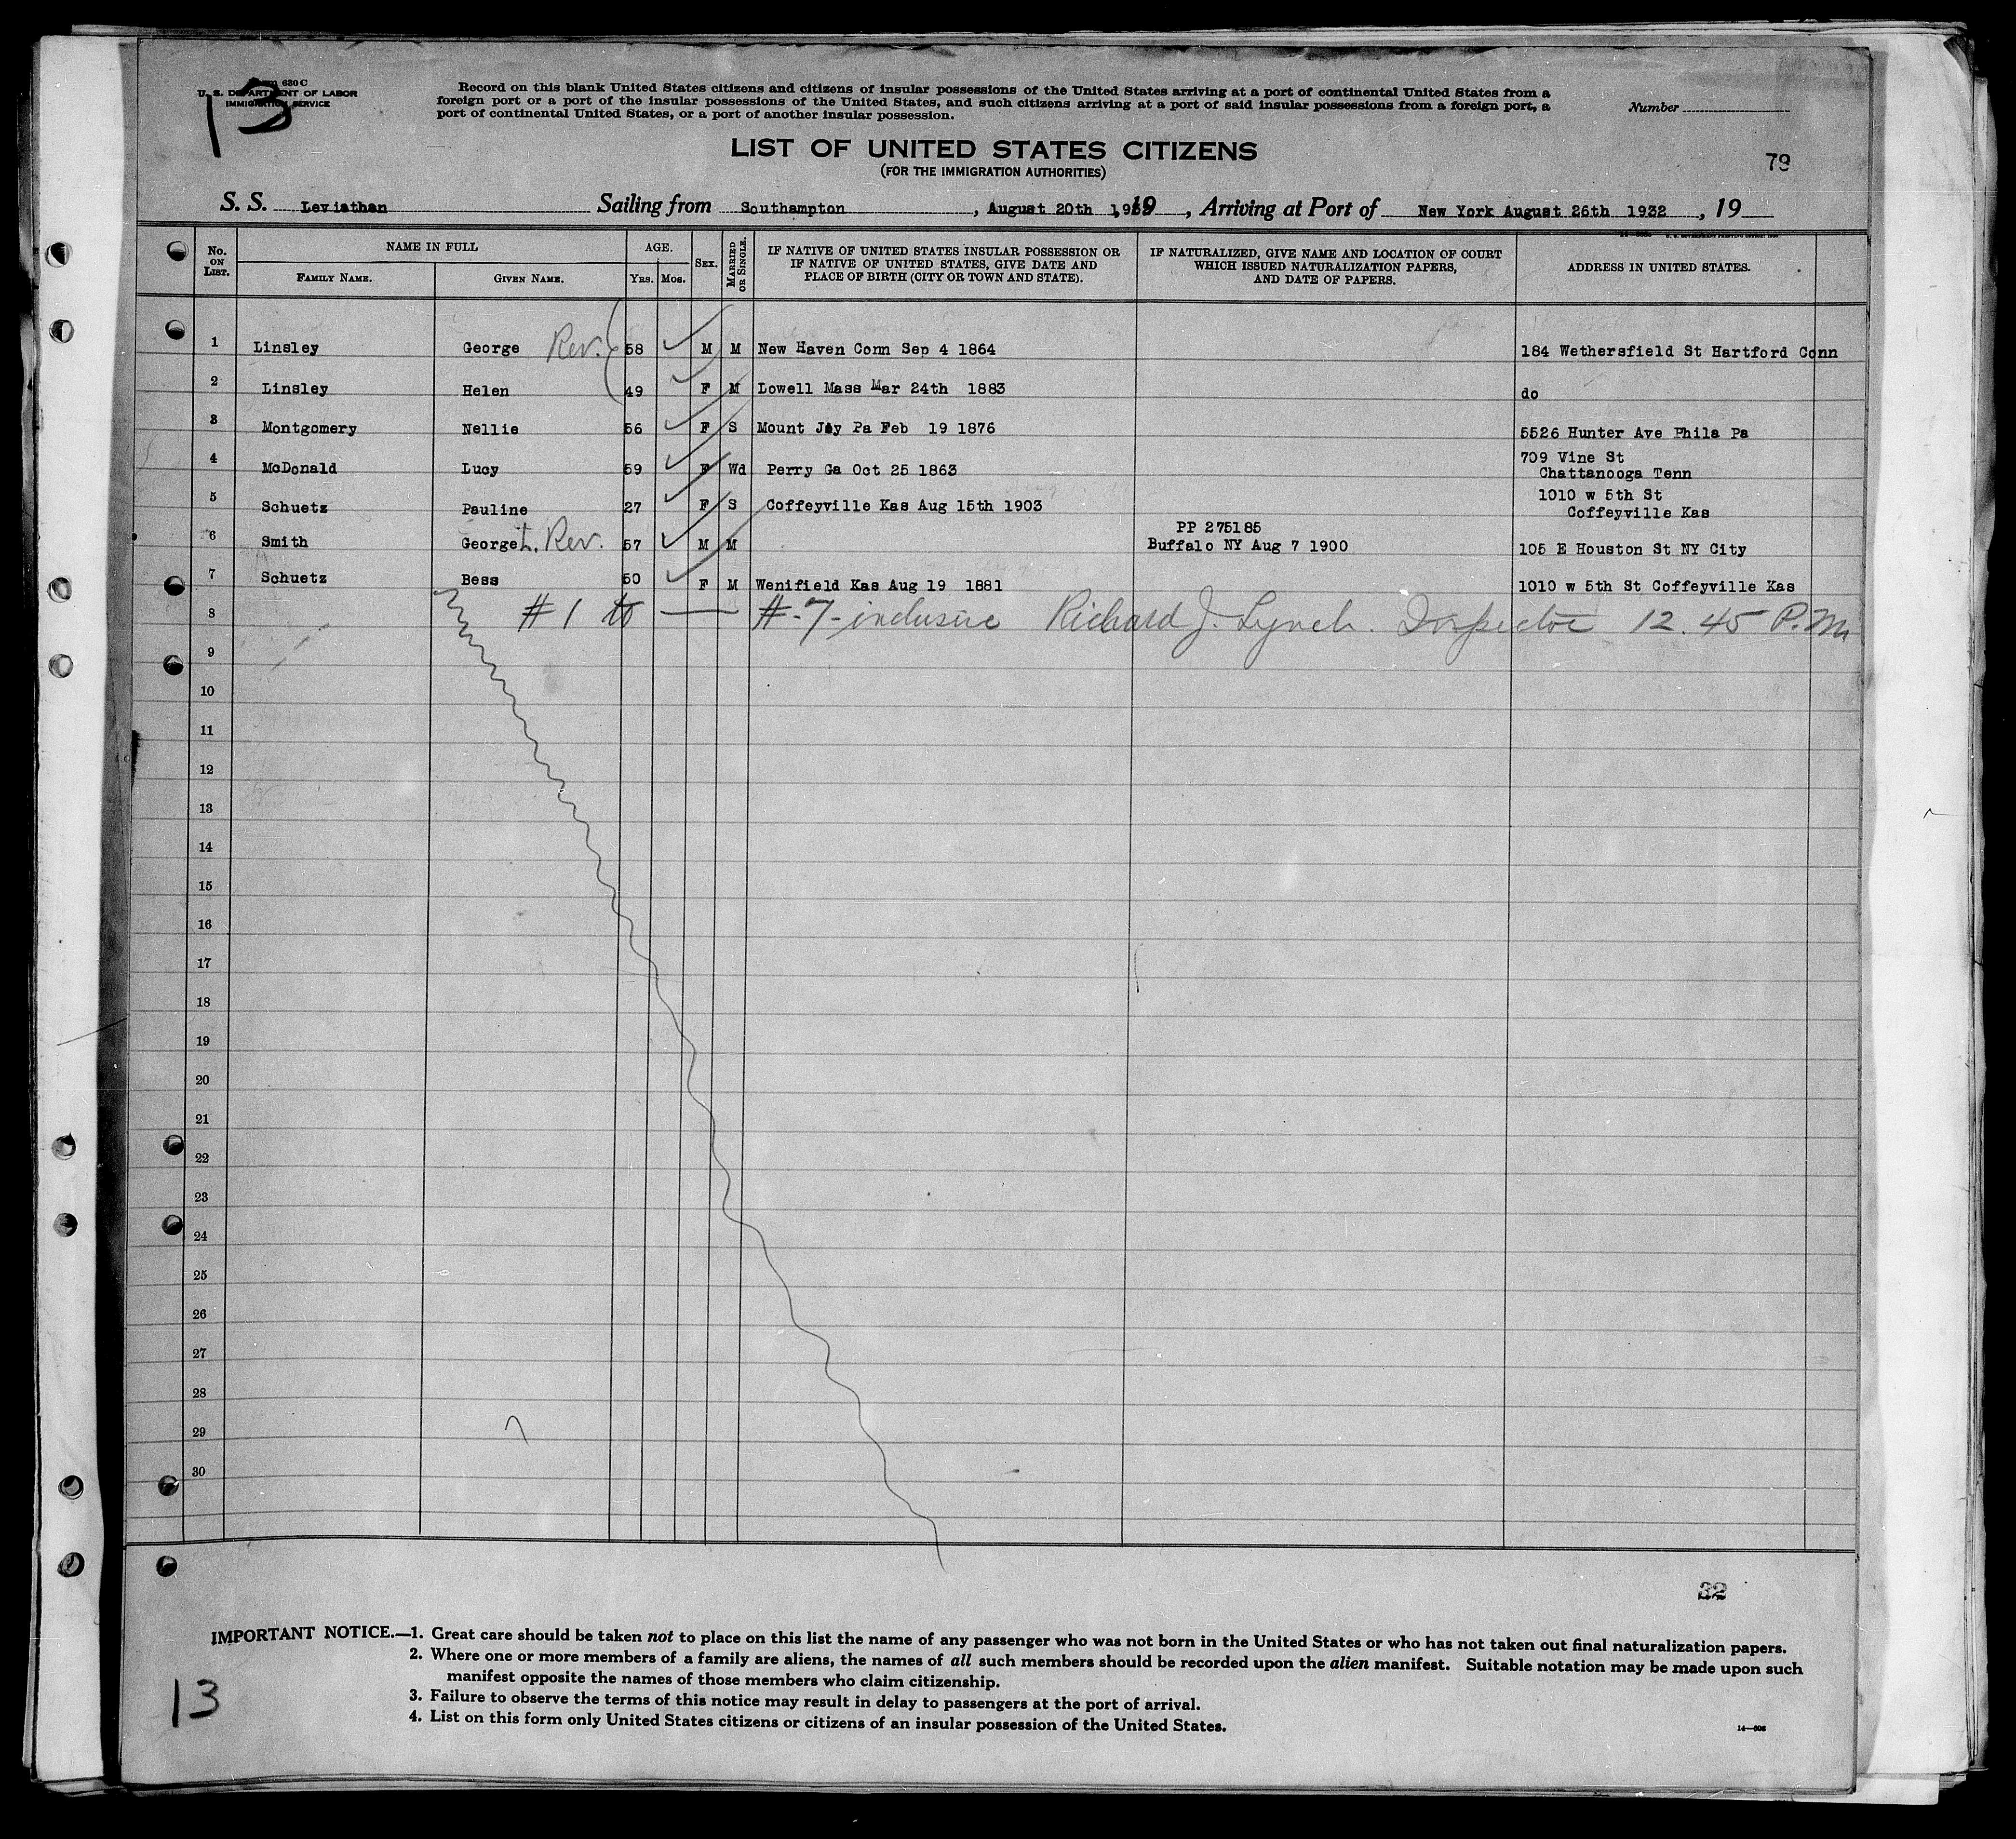 Form 630 C
U. S. DEPARTMENT OF LABOR
IMMIGRATION SERVICE
13
Record on this blank United States citizens and citizens of insular possessions of the United States arriving at a port of continental United States from a
foreign port or a port of the insular possessions of the United States, and such citizens arriving at a port of said insular possessions from a foreign port, a
port of continental United States, or a port of another insular possession.
Number
LIST OF UNITED STATES CITIZENS
(FOR THE IMMIGRATION AUTHORITIES)
79
S. S. Leviathan Sailing from Southampton , August 20th , 19 , Arriving at Port of New York August 26th 1932 , 19
No. ON LIST. NAME IN FULL FAMILY NAME. GIVEN NAME. AGE. YRS. MOS. SEX. MARRIED OR SINGLE. IF NATIVE OF UNITED STATES INSULAR POSSESSION OR IF NATIVE OF UNITED STATES, GIVE DATE AND PLACE OF BIRTH (CITY OR TOWN AND STATE). IF NATURALIZED, GIVE NAME AND LOCATION OF COURT WHICH ISSUED NATURALIZATION PAPERS, AND DATE OF PAPERS. ADDRESS IN UNITED STATES.
1 Linsley George Rev. 58 M M New Haven Conn Sep 4 1864 184 Wethersfield St Hartford Conn
2 Linsley Helen 49 F M Lowell Mass Mar 24th 1883 do
3 Montgomery Nellie 56 F S Mount Joy Pa Feb 19 1876 5526 Hunter Ave Phila Pa
4 McDonald Lucy 59 F Wd Perry Ga Oct 25 1863 709 Vine St Chattanooga Tenn
5 Schuetz Pauline 27 F S Coffeyville Kas Aug 15th 1903 1010 w 5th St Coffeyville Kas
6 Smith George L. Rev. 57 M M PP 275185 Buffalo NY Aug 7 1900 105 E Houston St NY City
7 Schuetz Bess 50 F M Wenifield Kas Aug 19 1881 1010 w 5th St Coffeyville Kas
8 #1 to — #-7-inclusive Richard J. Lynch. Inspector 12.45 P.M
9
10
11
12
13
14
15
16
17
18
19
20
21
22
23
24
25
26
27
28
29
30
32
IMPORTANT NOTICE.—1. Great care should be taken not to place on this list the name of any passenger who was not born in the United States or who has not taken out final naturalization papers.
2. Where one or more members of a family are aliens, the names of all such members should be recorded upon the alien manifest. Suitable notation may be made upon such
manifest opposite the names of those members who claim citizenship.
3. Failure to observe the terms of this notice may result in delay to passengers at the port of arrival.
4. List on this form only United States citizens or citizens of an insular possession of the United States.
13